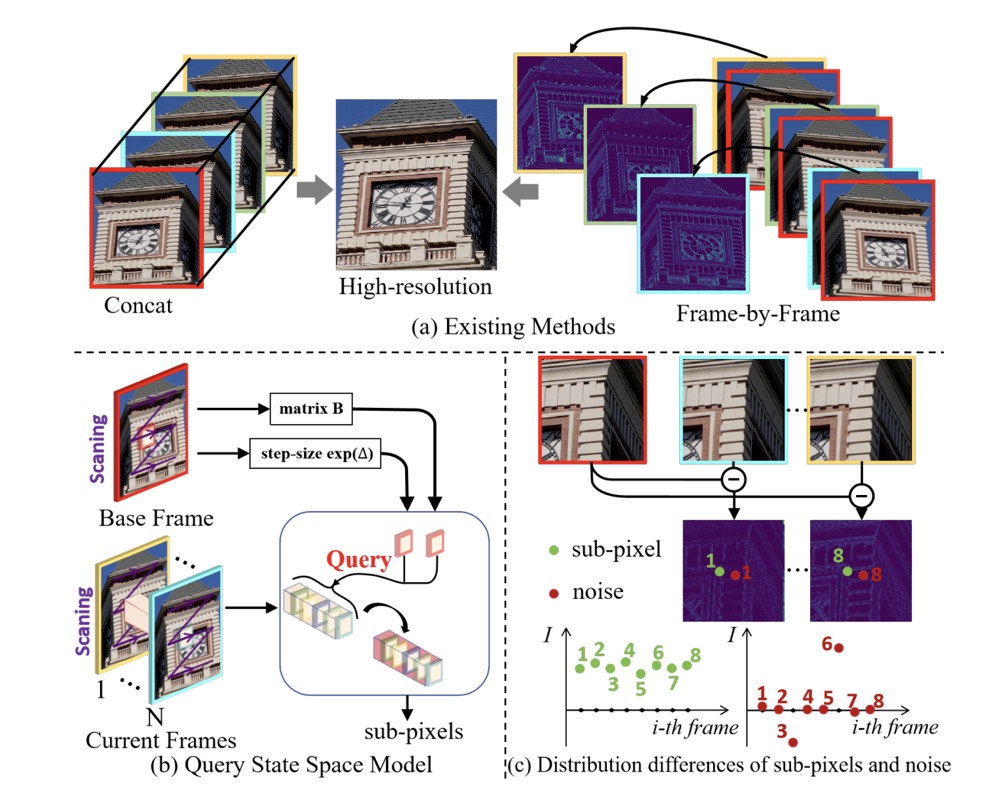 Concat
High-resolution
Frame-by-Frame
(a) Existing Methods
Scaning
matrix B
step-size exp(Δ)
Base Frame
Query
Scaning
1
N
Current Frames
sub-pixels
(b) Query State Space Model
1 1
8 8
sub-pixel
noise
I
1 2 3 4 5 6 7 8
i-th frame
I
1 2 3 4 5 6 7 8
i-th frame
(c) Distribution differences of sub-pixels and noise